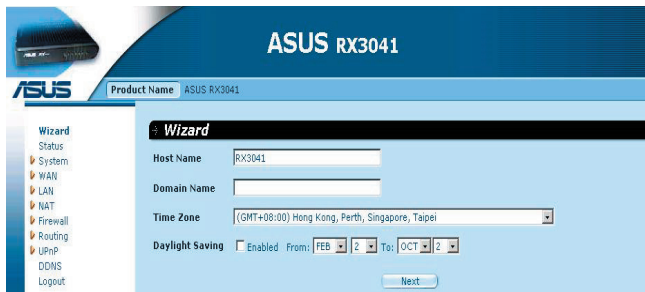 ASUS RX3041
ASUS
Product Name ASUS RX3041
Wizard
Status
System
WAN
LAN
NAT
Firewall
Routing
UPnP
DDNS
Logout
Wizard
Host Name RX3041
Domain Name
Time Zone (GMT+08:00) Hong Kong, Perth, Singapore, Taipei
Daylight Saving Enabled From: FEB 2 To: OCT 2
Next